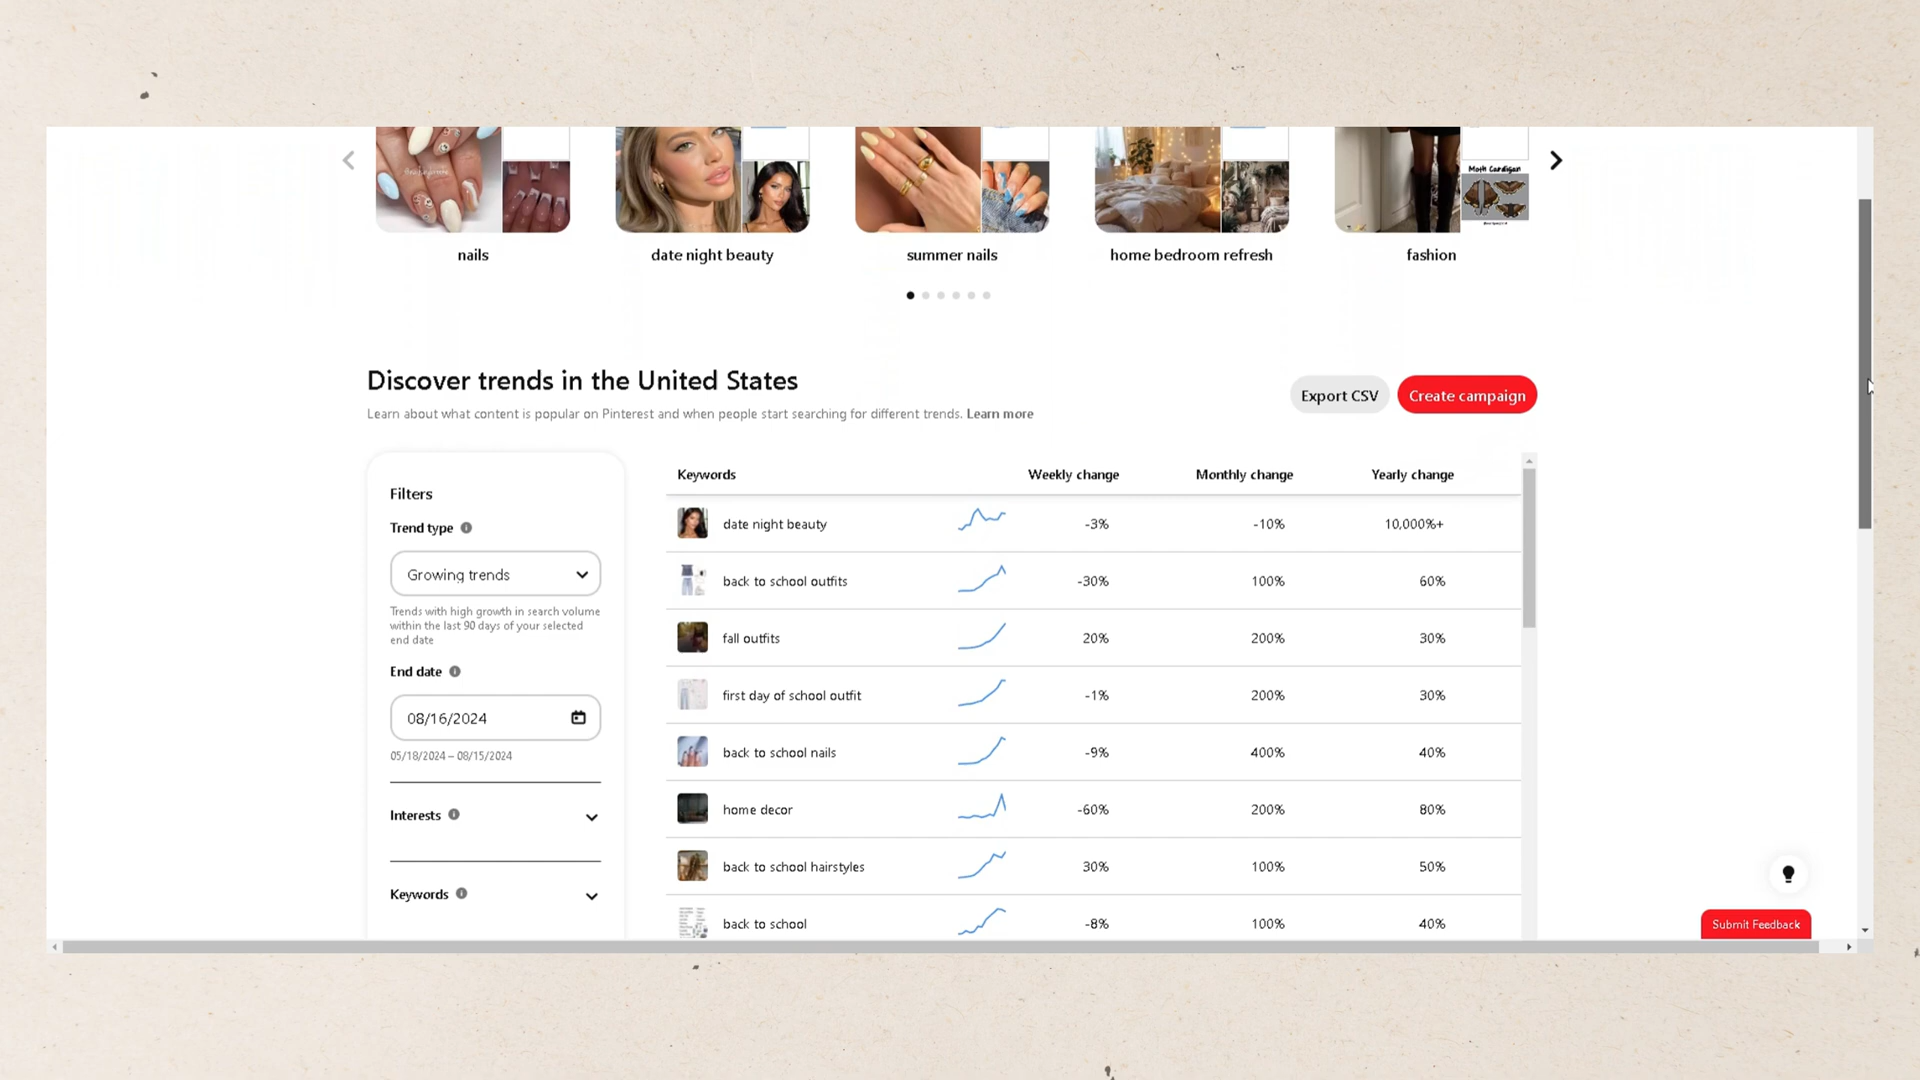 Moth Cardigan
nails
date night beauty
summer nails
home bedroom refresh
fashion
Discover trends in the United States
Learn about what content is popular on Pinterest and when people start searching for different trends. Learn more
Export CSV
Create campaign
Filters
Trend type
Growing trends
Trends with high growth in search volume
within the last 90 days of your selected
end date
End date
08/16/2024
05/18/2024 – 08/15/2024
Interests
Keywords
Keywords Weekly change Monthly change Yearly change
date night beauty -3% -10% 10,000%+
back to school outfits -30% 100% 60%
fall outfits 20% 200% 30%
first day of school outfit -1% 200% 30%
back to school nails -9% 400% 40%
home decor -60% 200% 80%
back to school hairstyles 30% 100% 50%
back to school -8% 100% 40%
Submit Feedback